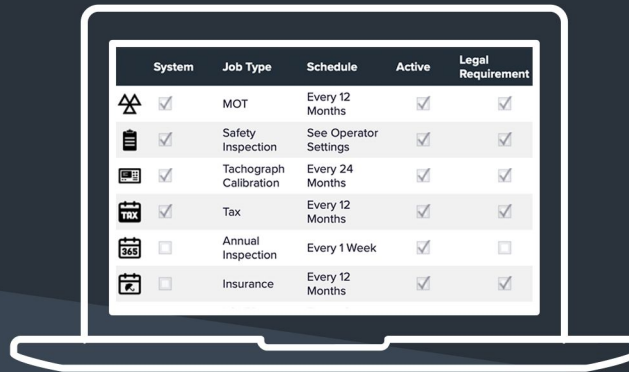 System Job Type Schedule Active Legal Requirement
MOT Every 12 Months
Safety Inspection See Operator Settings
Tachograph Calibration Every 24 Months
TAX Tax Every 12 Months
365 Annual Inspection Every 1 Week
Insurance Every 12 Months